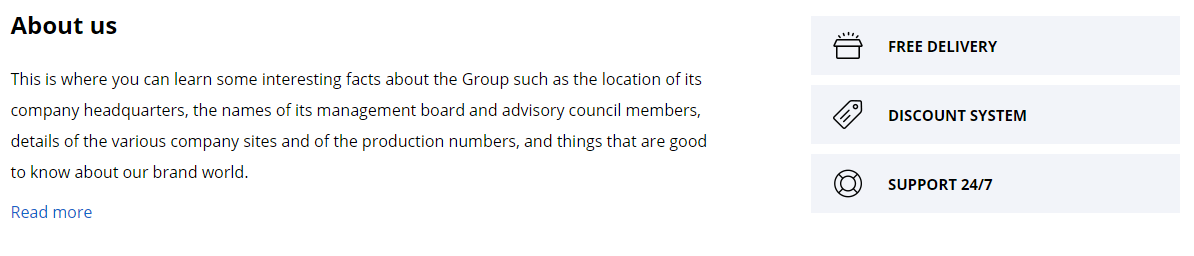 About us
This is where you can learn some interesting facts about the Group such as the location of its
company headquarters, the names of its management board and advisory council members,
details of the various company sites and of the production numbers, and things that are good
to know about our brand world.
Read more
FREE DELIVERY
DISCOUNT SYSTEM
SUPPORT 24/7